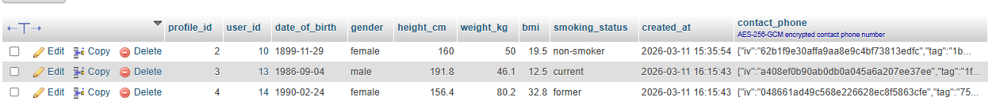 profile_id user_id date_of_birth gender height_cm weight_kg bmi smoking_status created_at contact_phone
AES-256-GCM encrypted contact phone number
Edit Copy Delete 2 10 1899-11-29 female 160 50 19.5 non-smoker 2026-03-11 15:35:54 {"iv":"62b1f9e30affa9aa8e9c4bf73813edfc","tag":"1b...
Edit Copy Delete 3 13 1986-09-04 male 191.8 46.1 12.5 current 2026-03-11 16:15:43 {"iv":"a408ef0b90ab0db0a045a6a207ee37ee","tag":"1f...
Edit Copy Delete 4 14 1990-02-24 female 156.4 80.2 32.8 former 2026-03-11 16:15:43 {"iv":"048661ad49c568e226628ec8f5863cfe","tag":"75...